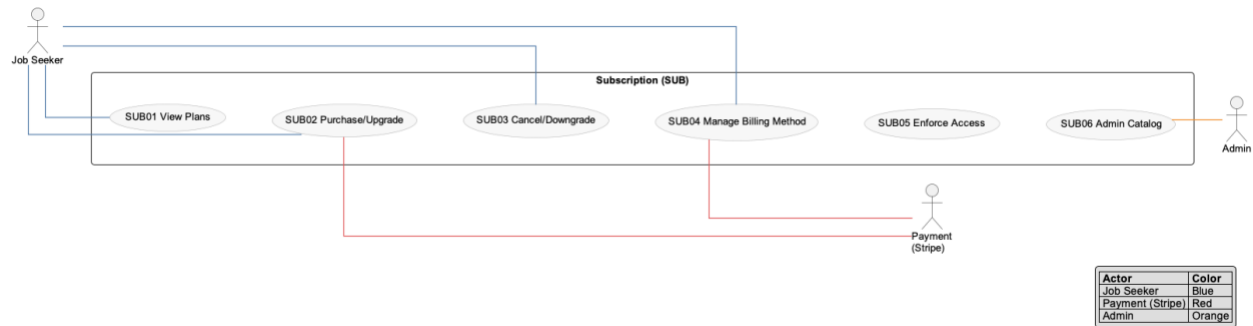 Job Seeker
Subscription (SUB)
SUB01 View Plans
SUB02 Purchase/Upgrade
SUB03 Cancel/Downgrade
SUB04 Manage Billing Method
SUB05 Enforce Access
SUB06 Admin Catalog
Admin
Payment
(Stripe)
Actor Color
Job Seeker Blue
Payment (Stripe) Red
Admin Orange